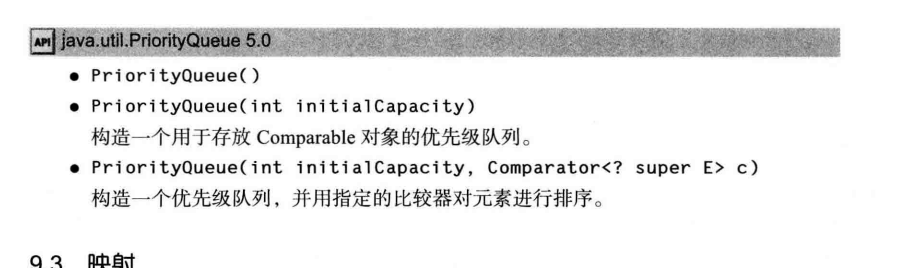 API java.util.PriorityQueue 5.0
• PriorityQueue()
• PriorityQueue(int initialCapacity)
构造一个用于存放 Comparable 对象的优先级队列。
• PriorityQueue(int initialCapacity, Comparator<? super E> c)
构造一个优先级队列，并用指定的比较器对元素进行排序。
9.3 映射